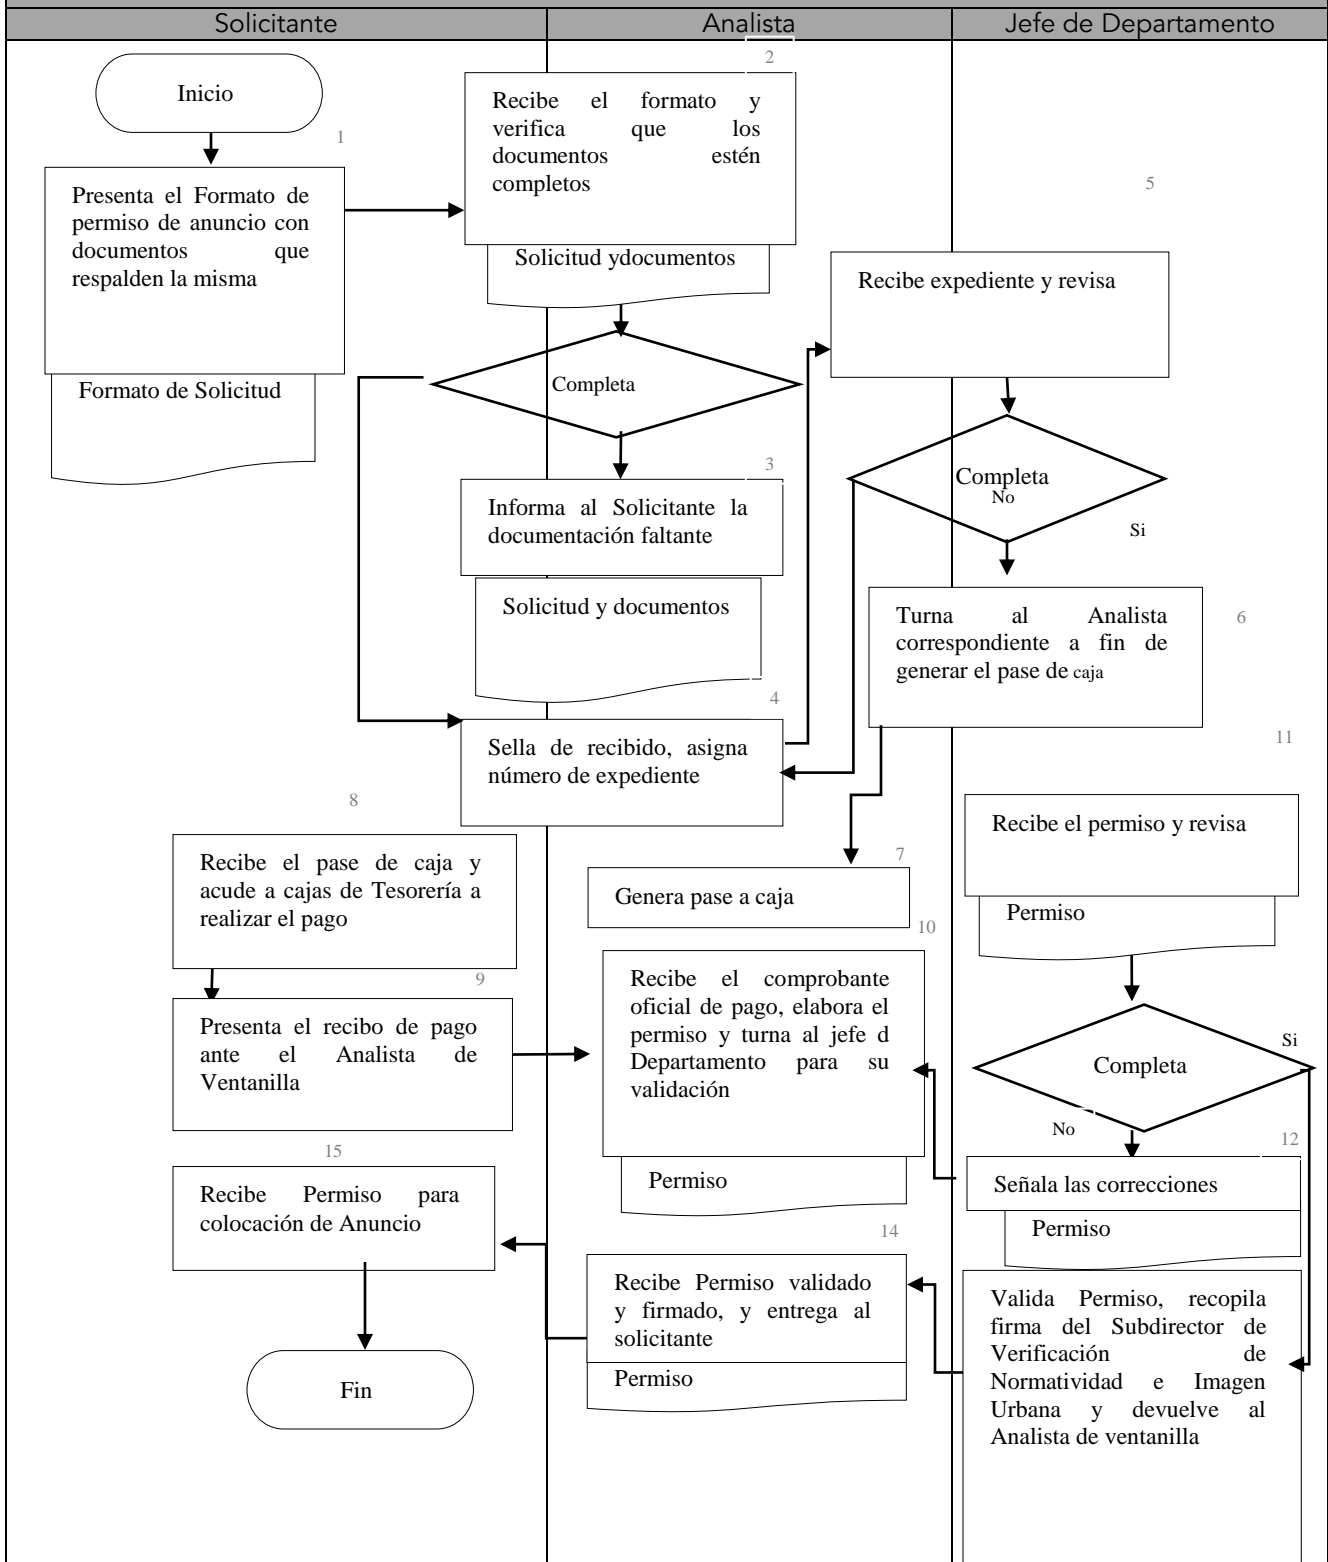 Solicitante
Analista
Jefe de Departamento
Inicio
1
Presenta el Formato de
permiso de anuncio con
documentos que
respalden la misma
Formato de Solicitud
2
Recibe el formato y
verifica que los
documentos estén
completos
Solicitud ydocumentos
Completa
3
Informa al Solicitante la
documentación faltante
Solicitud y documentos
4
Sella de recibido, asigna
número de expediente
5
Recibe expediente y revisa
Completa
No
Si
6
Turna al Analista
correspondiente a fin de
generar el pase de caja
7
Genera pase a caja
8
Recibe el pase de caja y
acude a cajas de Tesorería a
realizar el pago
9
Presenta el recibo de pago
ante el Analista de
Ventanilla
10
Recibe el comprobante
oficial de pago, elabora el
permiso y turna al jefe d
Departamento para su
validación
Permiso
11
Recibe el permiso y revisa
Permiso
Completa
Si
No
12
Señala las correcciones
Permiso
Valida Permiso, recopila
firma del Subdirector de
Verificación de
Normatividad e Imagen
Urbana y devuelve al
Analista de ventanilla
14
Recibe Permiso validado
y firmado, y entrega al
solicitante
Permiso
15
Recibe Permiso para
colocación de Anuncio
Fin